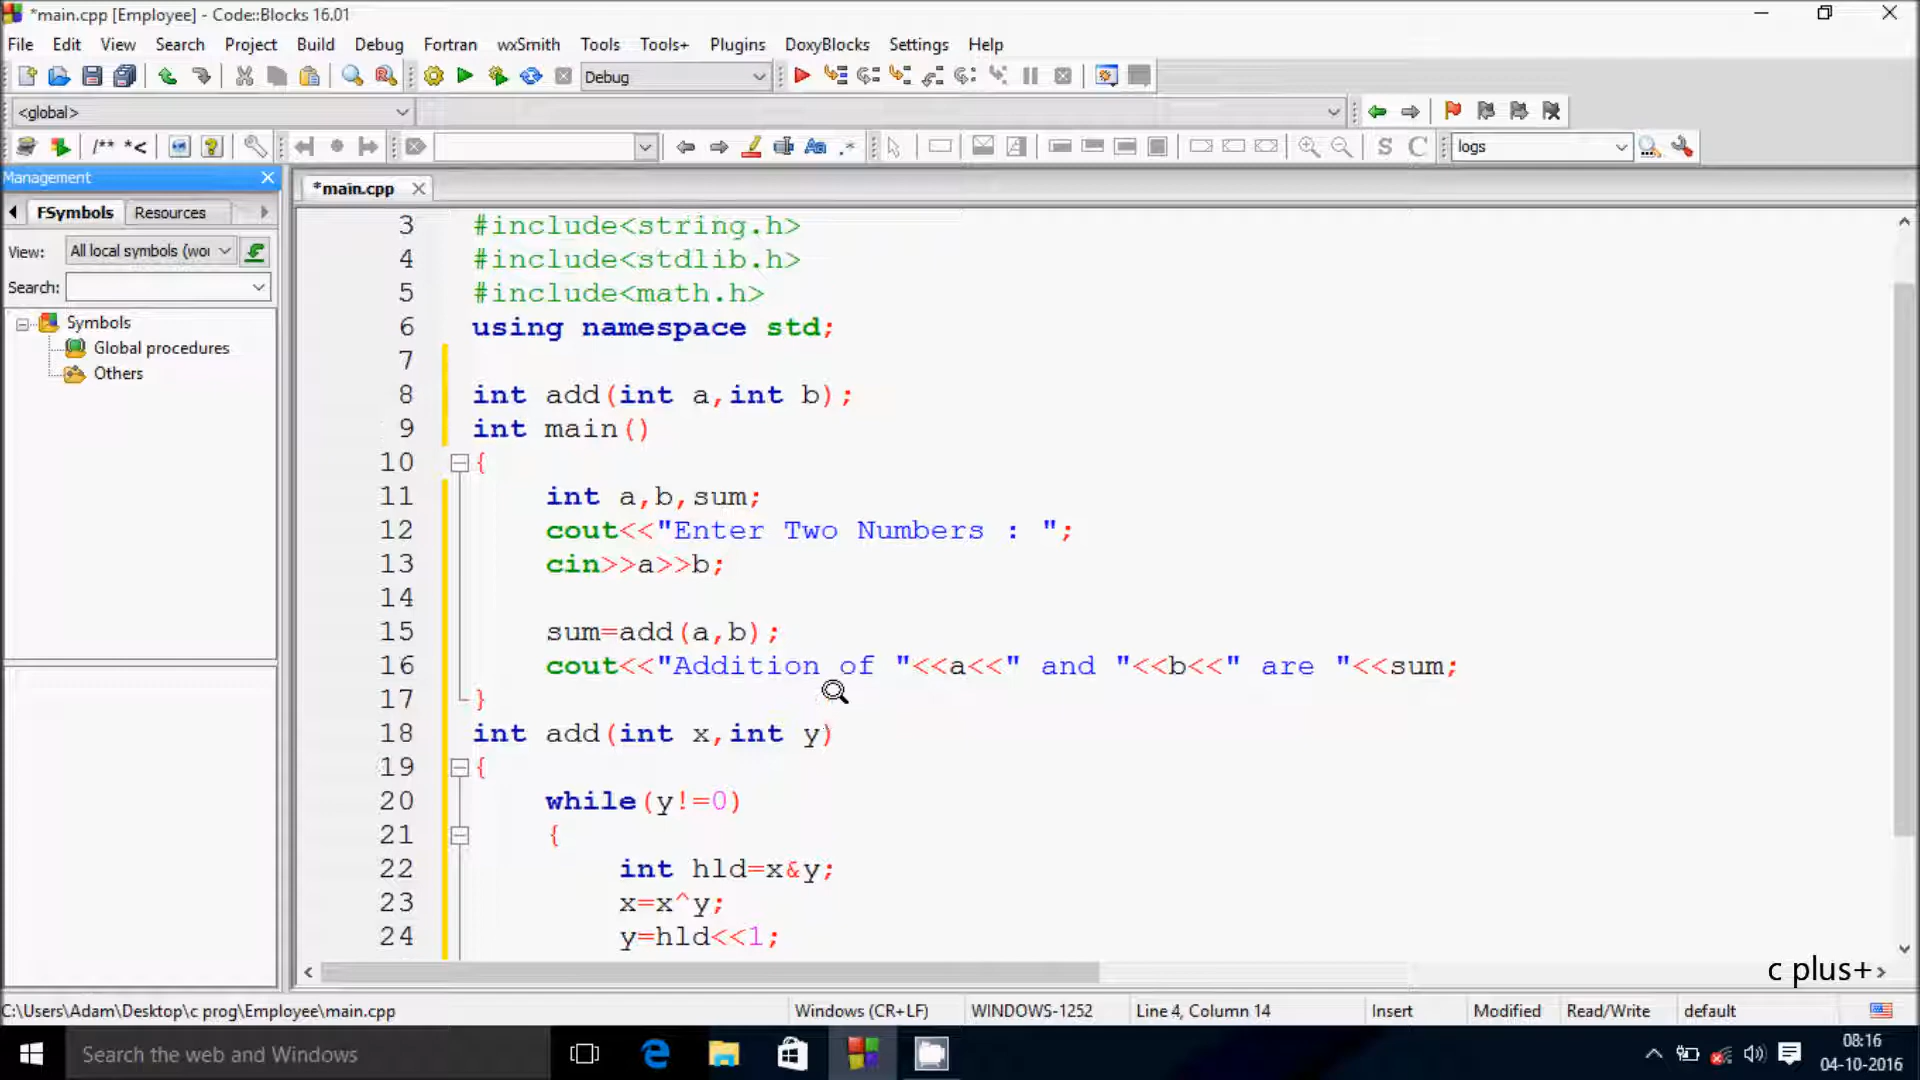 *main.cpp [Employee] - Code::Blocks 16.01
File Edit View Search Project Build Debug Fortran wxSmith Tools Tools+ Plugins DoxyBlocks Settings Help
Debug
<global>
/** *< logs
Management
FSymbols Resources
View: All local symbols (wor
Search:
Symbols
Global procedures
Others
*main.cpp
3 #include<string.h>
4 #include<stdlib.h>
5 #include<math.h>
6 using namespace std;
7
8 int add(int a,int b);
9 int main()
10 {
11 int a,b,sum;
12 cout<<"Enter Two Numbers : ";
13 cin>>a>>b;
14
15 sum=add(a,b);
16 cout<<"Addition of "<<a<<" and "<<b<<" are "<<sum;
17 }
18 int add(int x,int y)
19 {
20 while(y!=0)
21 {
22 int hld=x&y;
23 x=x^y;
24 y=hld<<1;
c plus+
C:\Users\Adam\Desktop\c prog\Employee\main.cpp Windows (CR+LF) WINDOWS-1252 Line 4, Column 14 Insert Modified Read/Write default
Search the web and Windows
08:16
04-10-2016